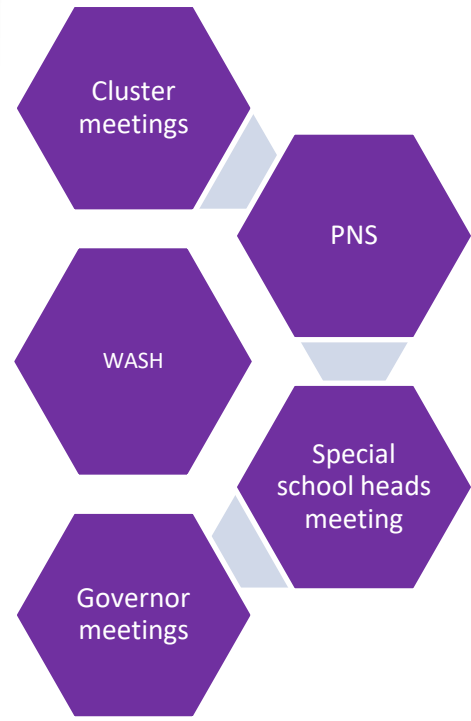 Cluster
meetings
PNS
WASH
Special
school heads
meeting
Governor
meetings